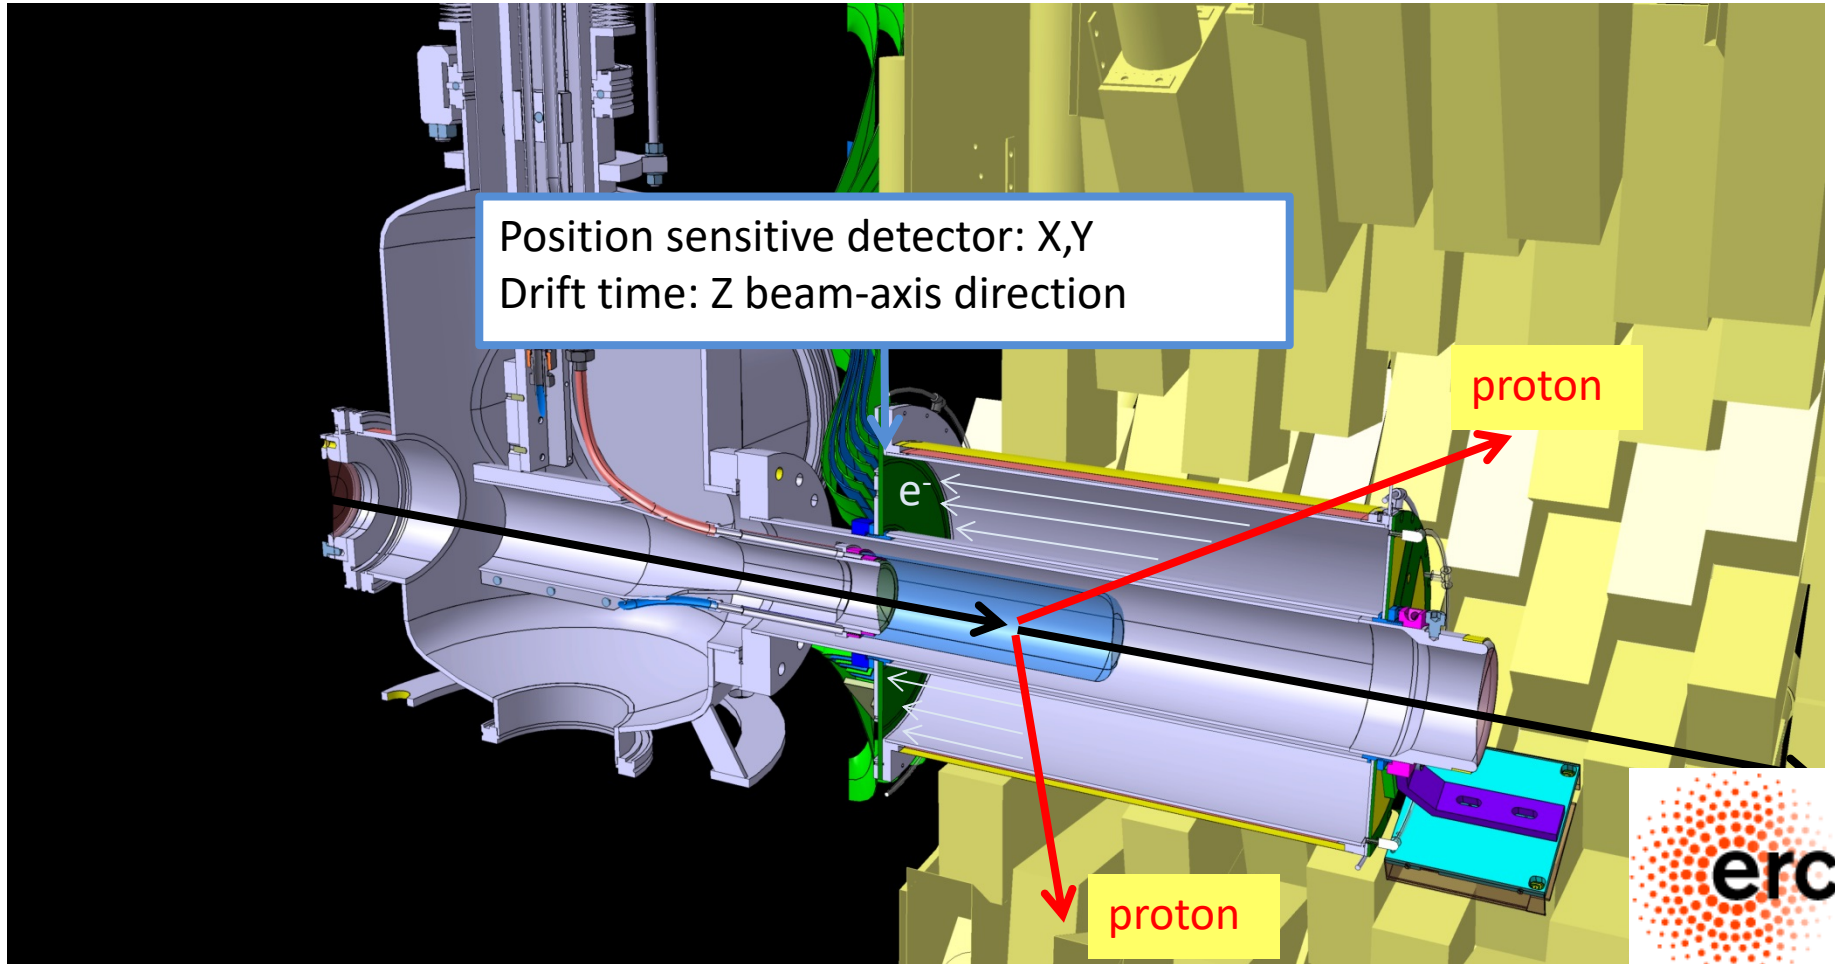 Position sensitive detector: X,Y
Drift time: Z beam-axis direction
proton
e-
proton
erc